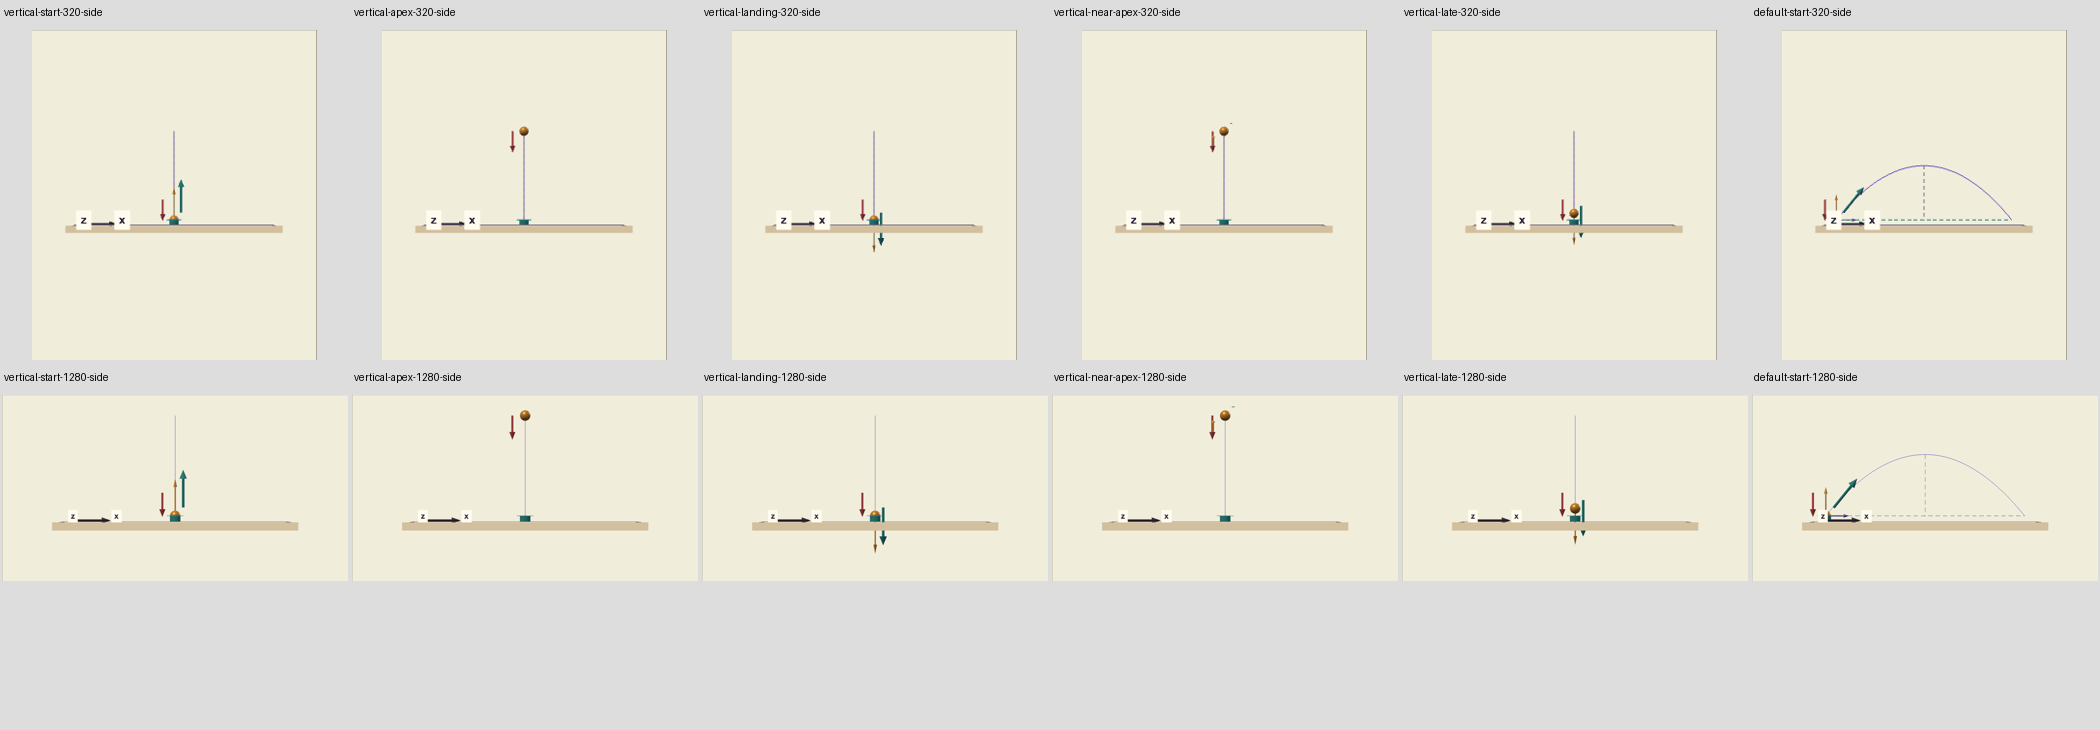 vertical-start-320-side
vertical-apex-320-side
vertical-landing-320-side
vertical-near-apex-320-side
vertical-late-320-side
default-start-320-side
z x
z x
z x
z x
z x
z x
vertical-start-1280-side
vertical-apex-1280-side
vertical-landing-1280-side
vertical-near-apex-1280-side
vertical-late-1280-side
default-start-1280-side
z x
z x
z x
z x
z x
z x